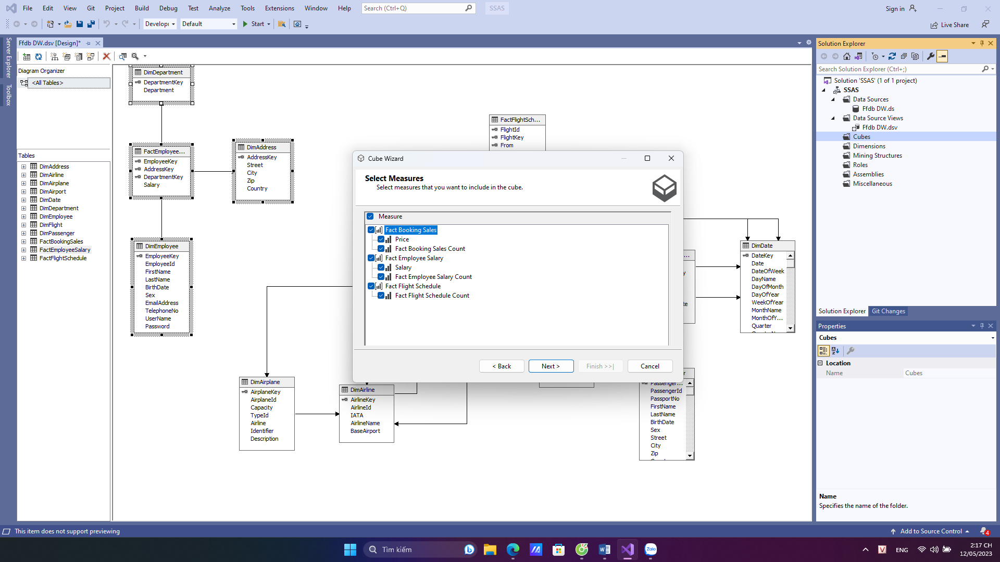 File Edit View Git Project Build Debug Test Analyze Tools Extensions Window Help Search (Ctrl+Q) SSAS Sign in
Develop Default Start Live Share
Server Explorer
Toolbox
Ffdb DW.dsv [Design]*
Diagram Organizer
<All Tables>
Tables
DimAddress
DimAirline
DimAirplane
DimAirport
DimDate
DimDepartment
DimEmployee
DimFlight
DimPassenger
FactBookingSales
FactEmployeeSalary
FactFlightSchedule
DimDepartment
DepartmentKey
Department
FactEmployee...
EmployeeKey
AddressKey
DepartmentKey
Salary
DimAddress
AddressKey
Street
City
Zip
Country
DimEmployee
EmployeeKey
EmployeeId
FirstName
LastName
BirthDate
Sex
EmailAddress
TelephoneNo
UserName
Password
FactFlightSch...
FlightId
FlightKey
From
Cube Wizard
Select Measures
Select measures that you want to include in the cube.
Measure
Fact Booking Sales
Price
Fact Booking Sales Count
Fact Employee Salary
Salary
Fact Employee Salary Count
Fact Flight Schedule
Fact Flight Schedule Count
< Back Next > Finish >>| Cancel
DimDate
DateKey
Date
DateOfWeek
DayName
DayOfMonth
DayOfYear
WeekOfYear
MonthName
MonthOfY...
Quarter
DimAirplane
AirplaneKey
AirplaneId
Capacity
TypeId
Airline
Identifier
Description
DimAirline
AirlineKey
AirlineId
IATA
AirlineName
BaseAirport
Passenger...
PassengerId
PassportNo
FirstName
LastName
BirthDate
Sex
Street
City
Zip
Solution Explorer
Search Solution Explorer (Ctrl+;)
Solution 'SSAS' (1 of 1 project)
SSAS
Data Sources
Ffdb DW.ds
Data Source Views
Ffdb DW.dsv
Cubes
Dimensions
Mining Structures
Roles
Assemblies
Miscellaneous
Solution Explorer Git Changes
Properties
Cubes
Location
Name Cubes
Name
Specifies the name of the folder.
This item does not support previewing Add to Source Control 4
Tìm kiếm Zalo V ENG 2:17 CH
12/05/2023